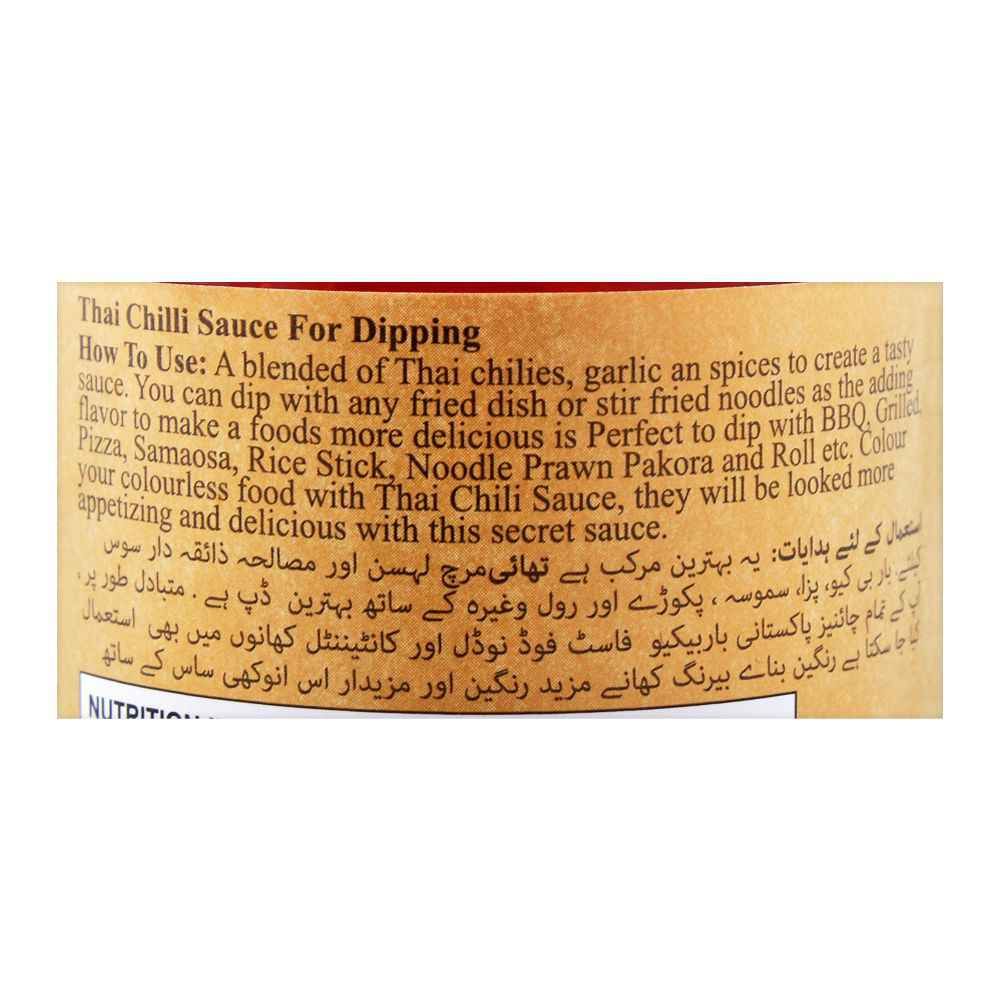 Thai Chilli Sauce For Dipping
How To Use: A blended of Thai chilies, garlic an spices to create a tasty
sauce. You can dip with any fried dish or stir fried noodles as the adding
flavor to make a foods more delicious is Perfect to dip with BBQ, Grilled,
Pizza, Samaosa, Rice Stick, Noodle Prawn Pakora and Roll etc. Colour
your colourless food with Thai Chili Sauce, they will be looked more
appetizing and delicious with this secret sauce.
استعمال کے لئے ہدایات: یہ بہترین مرکب ہے تھائی مرچ لہسن اور مصالحہ ذائقہ دار سوس
کیلئے۔ بار بی کیو، پزا، سموسہ ، پکوڑے اور رول وغیرہ کے ساتھ بہترین ڈپ ہے . متبادل طور پر ،
آپ کے تمام چائنیز پاکستانی باربیکیو فاسٹ فوڈ نوڈل اور کانٹیننٹل کھانوں میں بھی استعمال
کیا جا سکتا ہے رنگین بناے بیرنگ کھانے مزید رنگین اور مزیدار اس انوکھی ساس کے ساتھ
NUTRITION